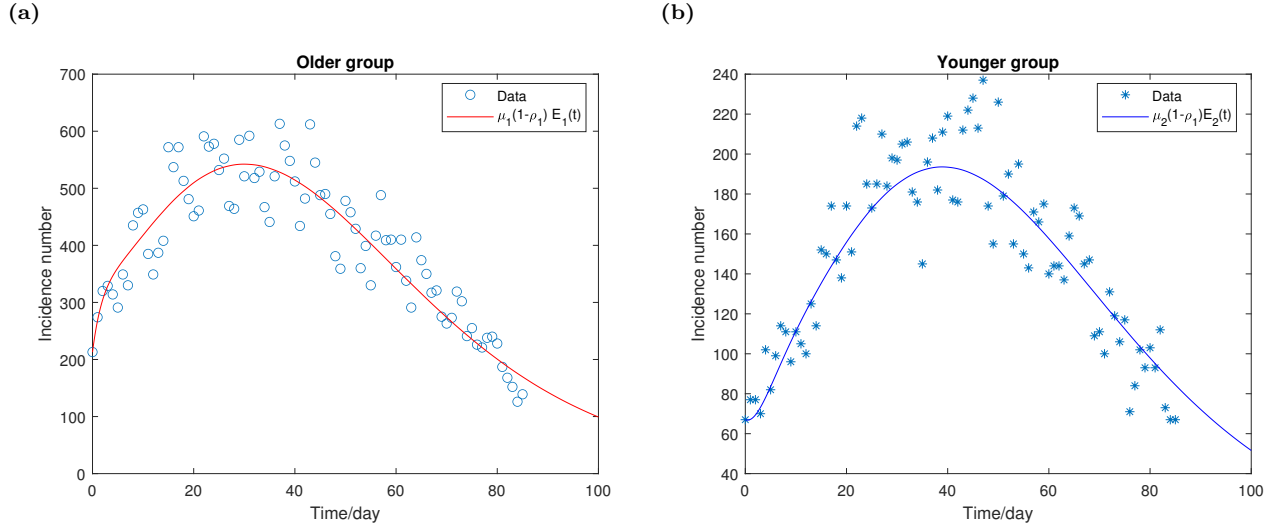 (a)
Older group
Data
μ₁(1-ρ₁) E₁(t)
Incidence number
700
600
500
400
300
200
100
0
0 20 40 60 80 100
Time/day
(b)
Younger group
Data
μ₂(1-ρ₁)E₂(t)
Incidence number
240
220
200
180
160
140
120
100
80
60
40
0 20 40 60 80 100
Time/day